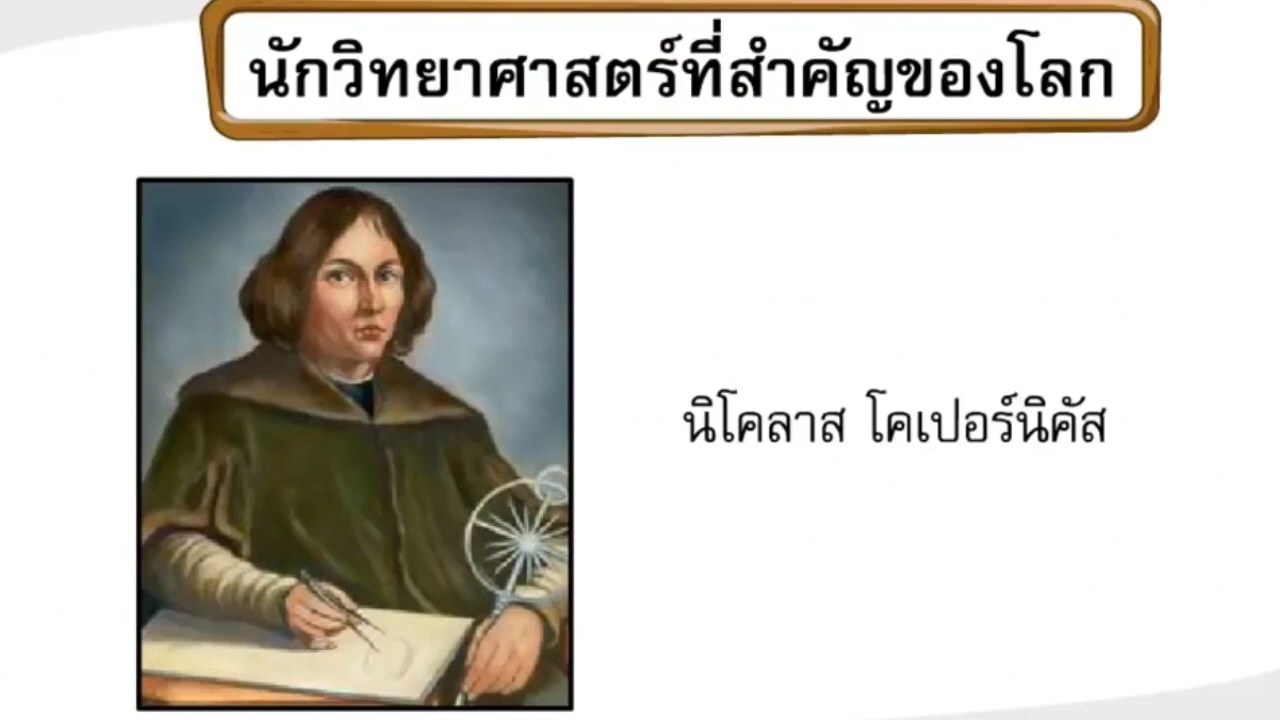 นักวิทยาศาสตร์ที่สำคัญของโลก
นิโคลาส โคเปอร์นิคัส